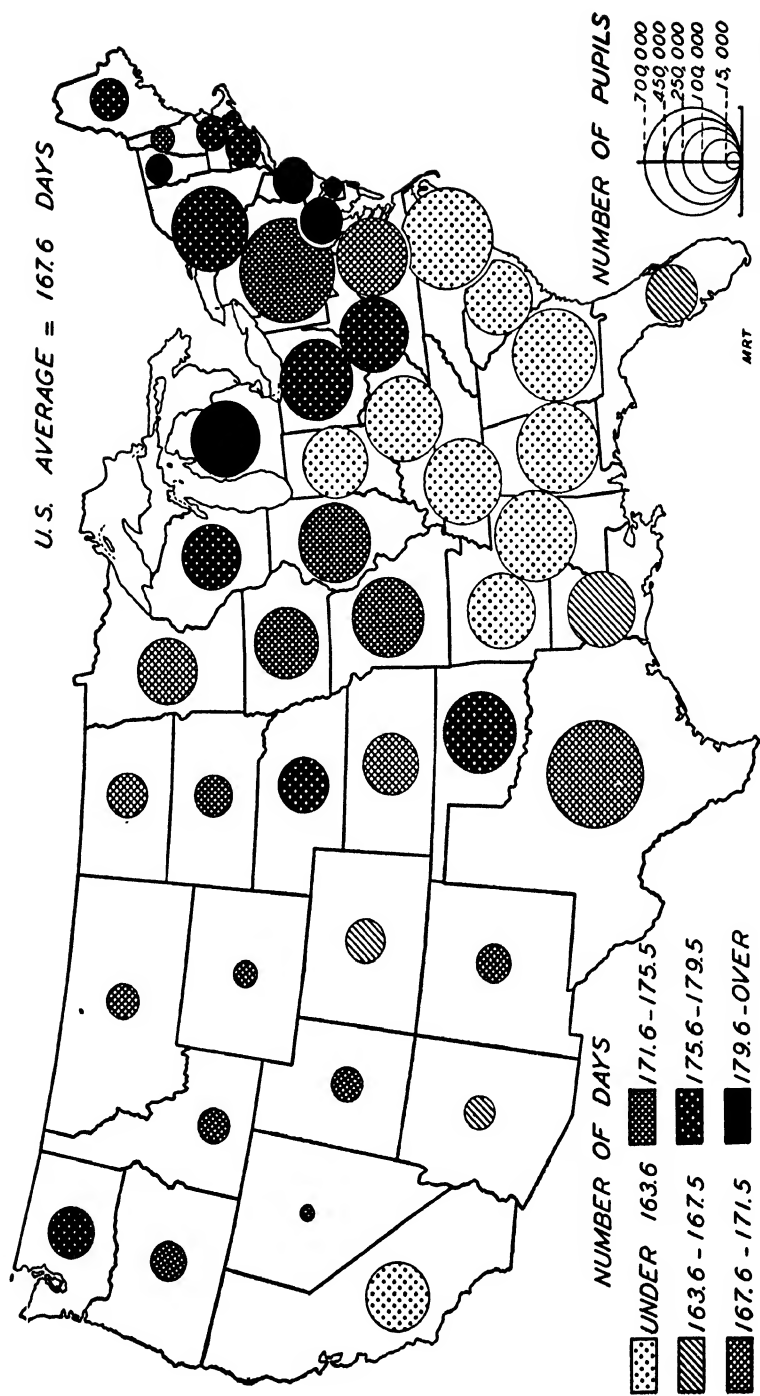 U.S. AVERAGE = 167.6 DAYS
NUMBER OF PUPILS
700,000
450,000
250,000
100,000
15,000
MRT
NUMBER OF DAYS
UNDER 163.6
163.6-167.5
167.6-171.5
171.6-175.5
175.6-179.5
179.6-OVER